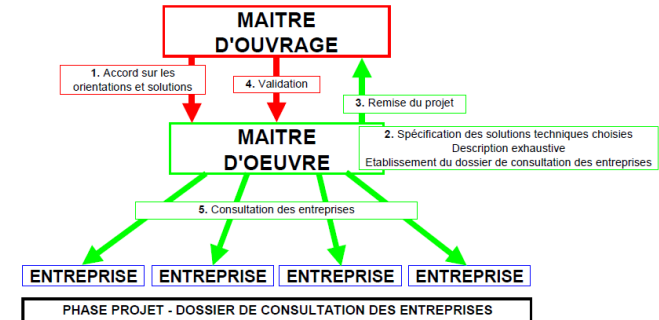 MAITRE
D'OUVRAGE
1. Accord sur les
orientations et solutions
4. Validation
3. Remise du projet
MAITRE
D'OEUVRE
2. Spécification des solutions techniques choisies
Description exhaustive
Etablissement du dossier de consultation des entreprises
5. Consultation des entreprises
ENTREPRISE ENTREPRISE ENTREPRISE ENTREPRISE
PHASE PROJET - DOSSIER DE CONSULTATION DES ENTREPRISES